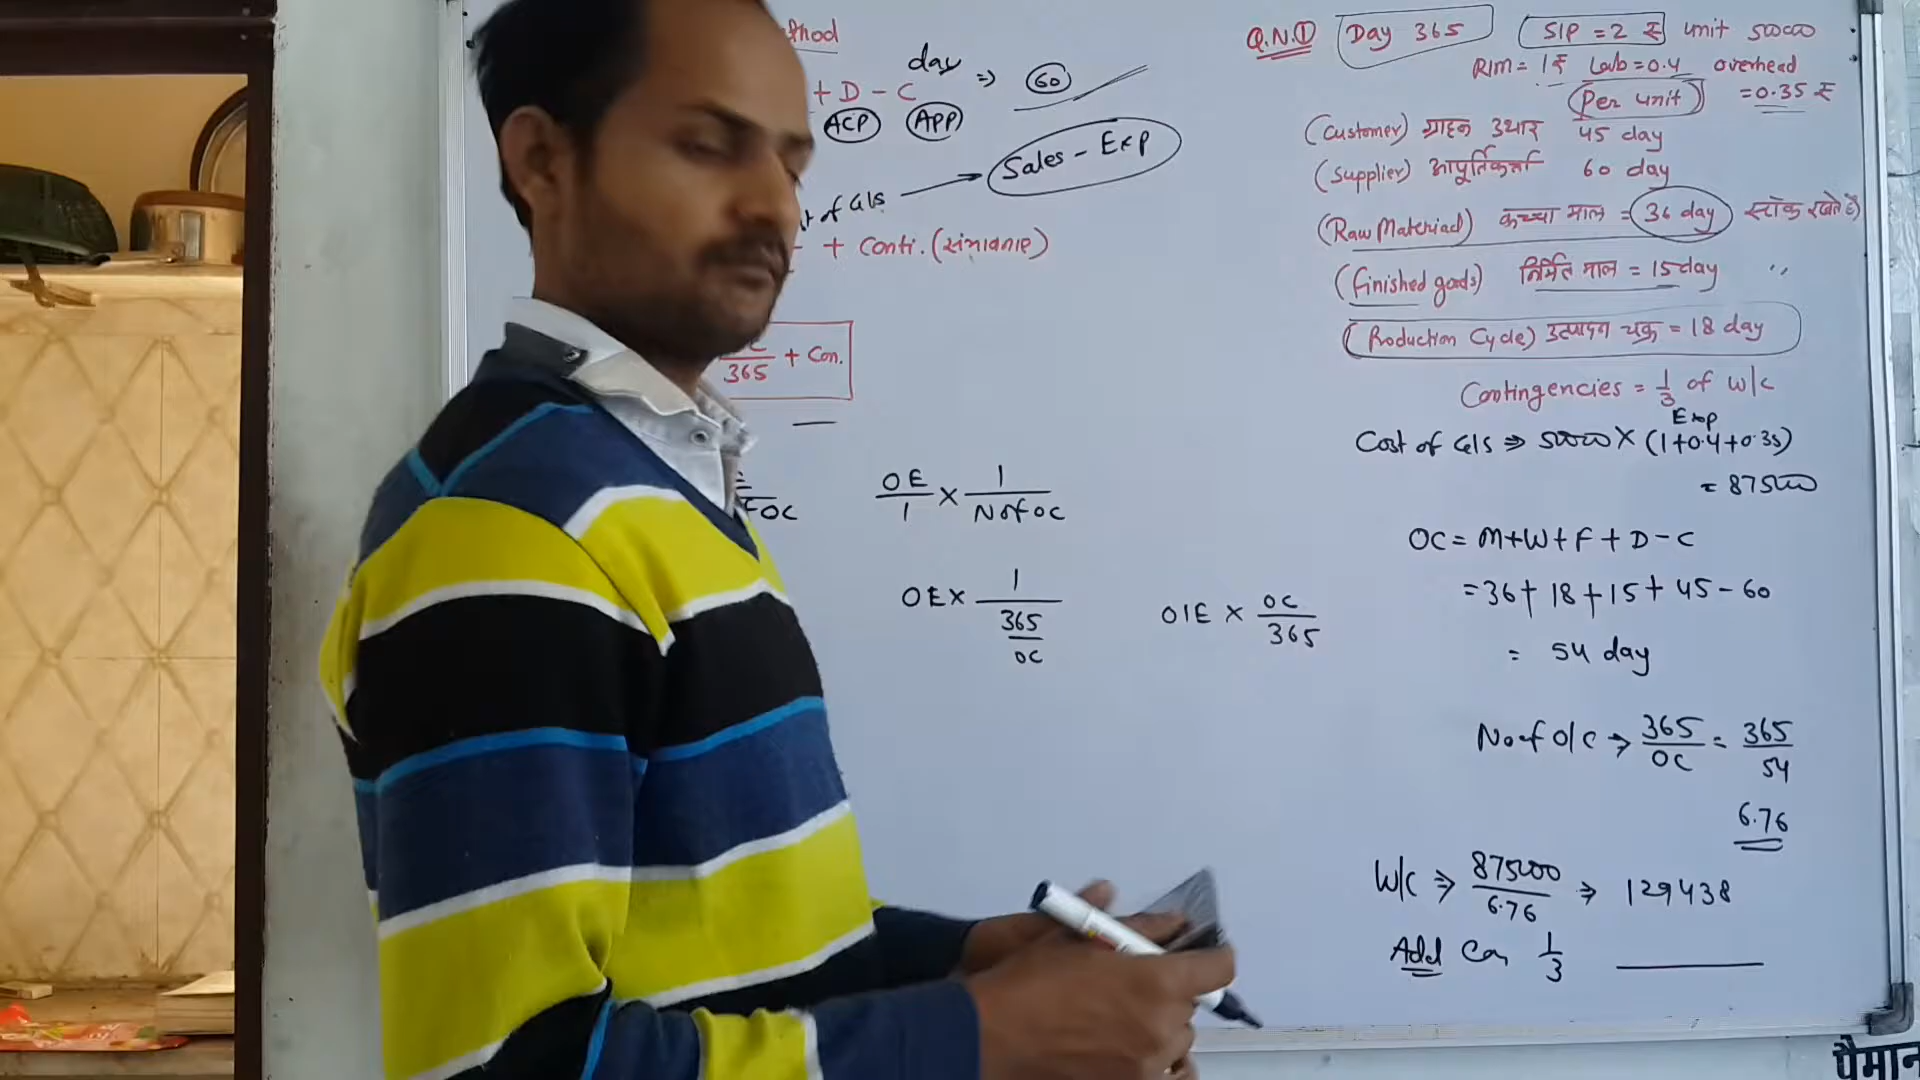 thod
+ D - C day ⇒ 60
ACP APP
t of G/S → Sales - Exp
+ Conti. (संभावनाए)
365 + Con.
OC OE/1 × 1/No of OC
OE × 1/(365/OC) O/E × OC/365
Q.N.① Day 365 S/P = 2 ₹ unit 50000
R/m = 1₹ Lab = 0.4 overhead
Per unit = 0.35 ₹
(Customer) ग्राहक उधार 45 day
(Supplier) आपूर्तिकर्ता 60 day
(Raw Material) कच्चा माल = 36 day स्टॉक रखते है)
(finished goods) निर्मित माल = 15 day ,,
(Production Cycle) उत्पादन चक्र = 18 day
Contingencies = 1/3 of W/C
Exp
Cost of G/S ⇒ 50000 × (1+0.4+0.35)
= 87500
OC = M+W+F+D-C
= 36+18+15+45-60
= 54 day
No of O/C → 365/OC = 365/54
6.76
W/C ⇒ 87500/6.76 ⇒ 129438
Add Con 1/3
पैमान